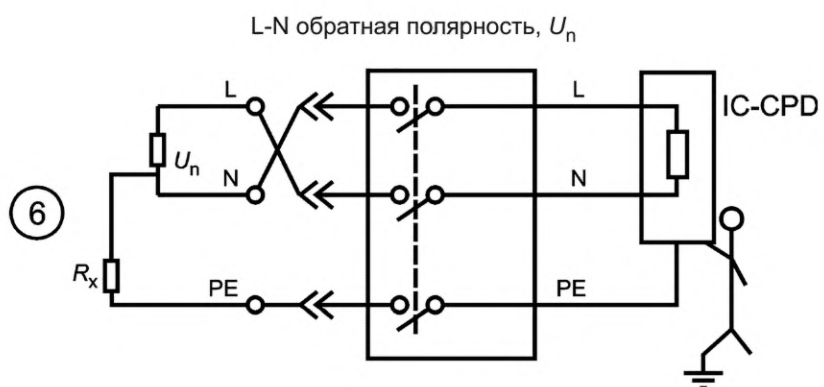 L-N обратная полярность, Un
L
L
IC-CPD
Un
N
N
6
Rx
PE
PE